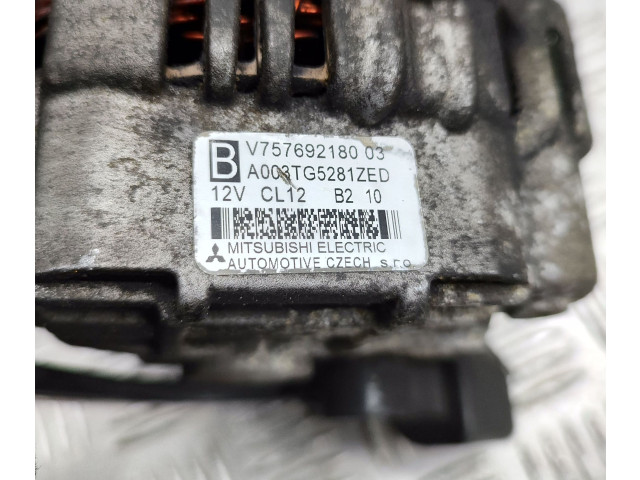 B V757692180 03
A003TG5281ZED
12V CL12 B2 10
MITSUBISHI ELECTRIC
AUTOMOTIVE CZECH s.r.o